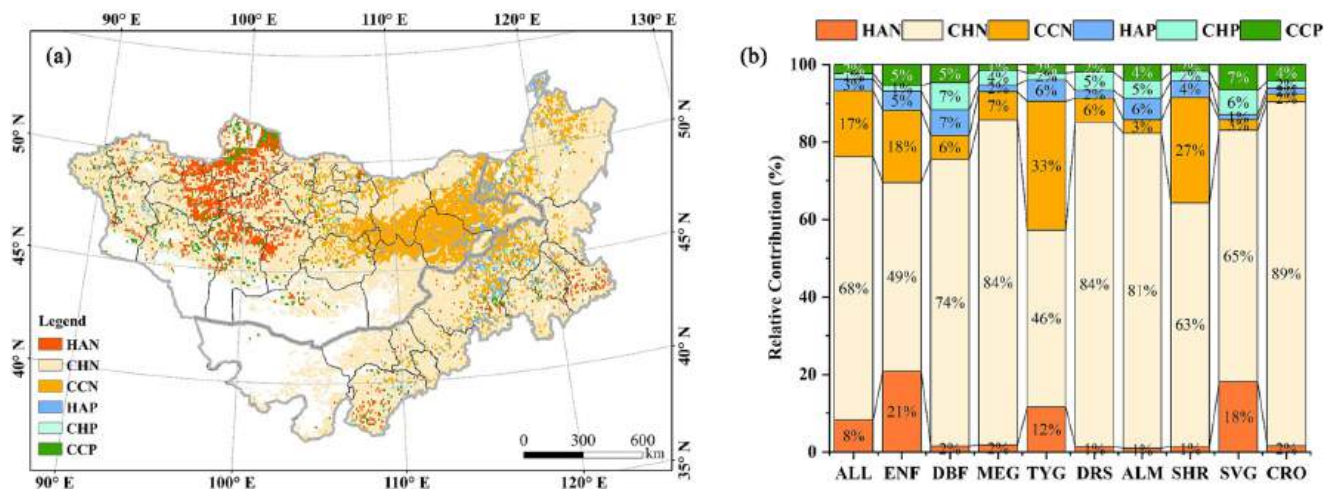 90° E 100° E 110° E 120° E 130° E
(a)
50° N
45° N
40° N
50° N
45° N
40° N
35° N
Legend
HAN
CHN
CCN
HAP
CHP
CCP
0 300 600
km
90° E 100° E 110° E 120° E
(b)
HAN CHN CCN HAP CHP CCP
Relative Contribution (%)
100
80
60
40
20
0
3% 17% 68% 8%
5% 5% 18% 49% 21%
5% 7% 7% 6% 74% 2%
7% 84% 2%
6% 33% 46% 12%
5% 6% 84% 1%
4% 5% 6% 3% 81% 1%
4% 27% 63% 1%
7% 6% 65% 18%
4% 89% 2%
ALL ENF DBF MEG TYG DRS ALM SHR SVG CRO